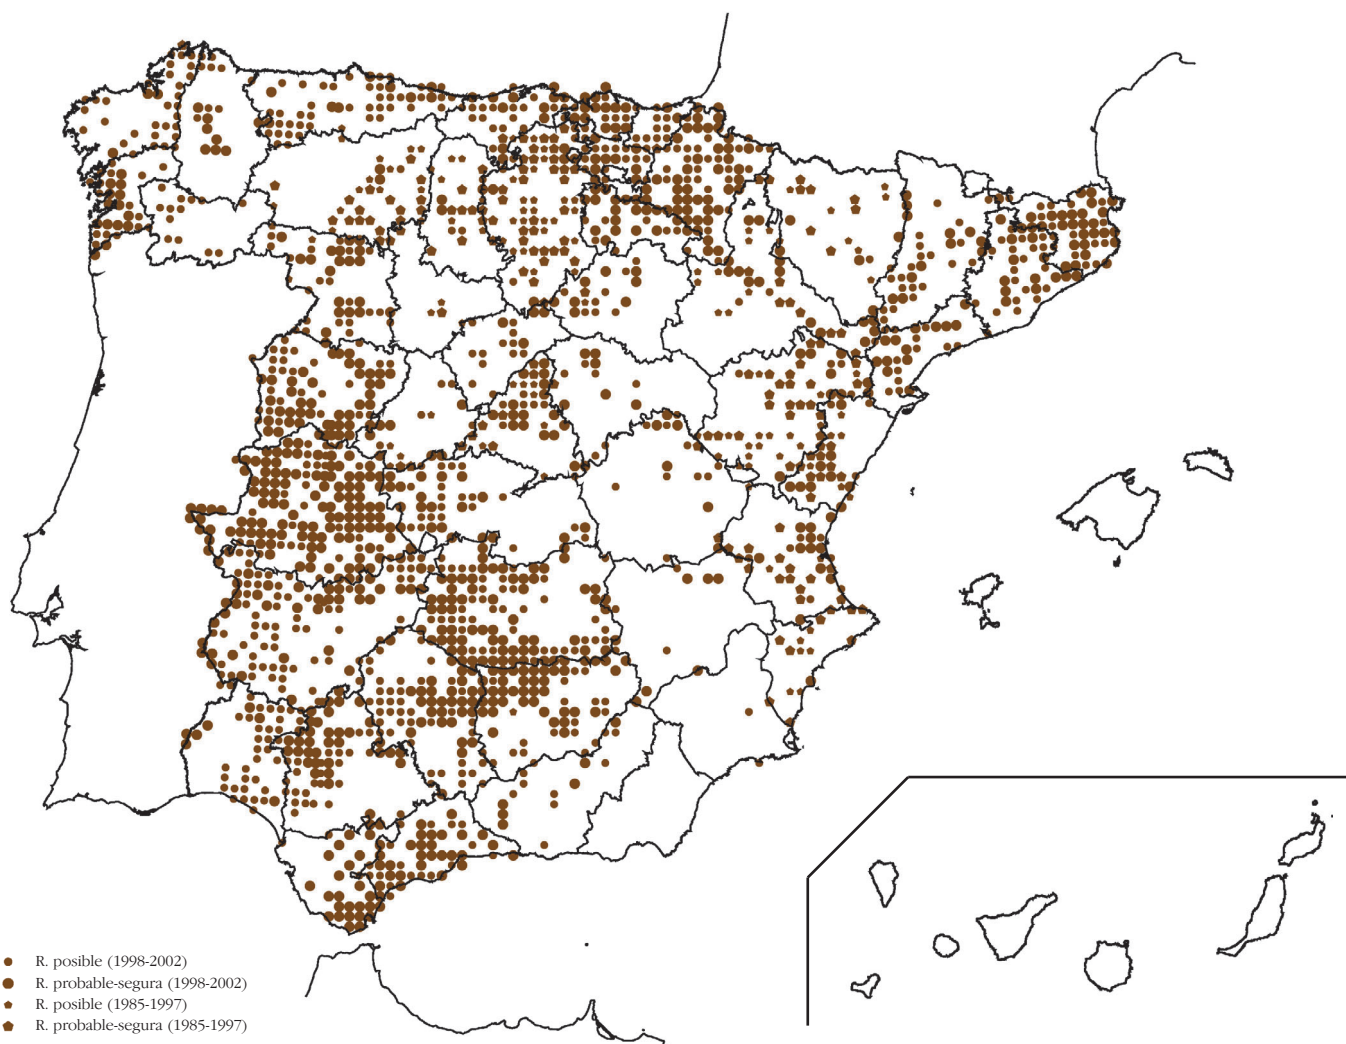 R. posible (1998-2002)
R. probable-segura (1998-2002)
R. posible (1985-1997)
R. probable-segura (1985-1997)